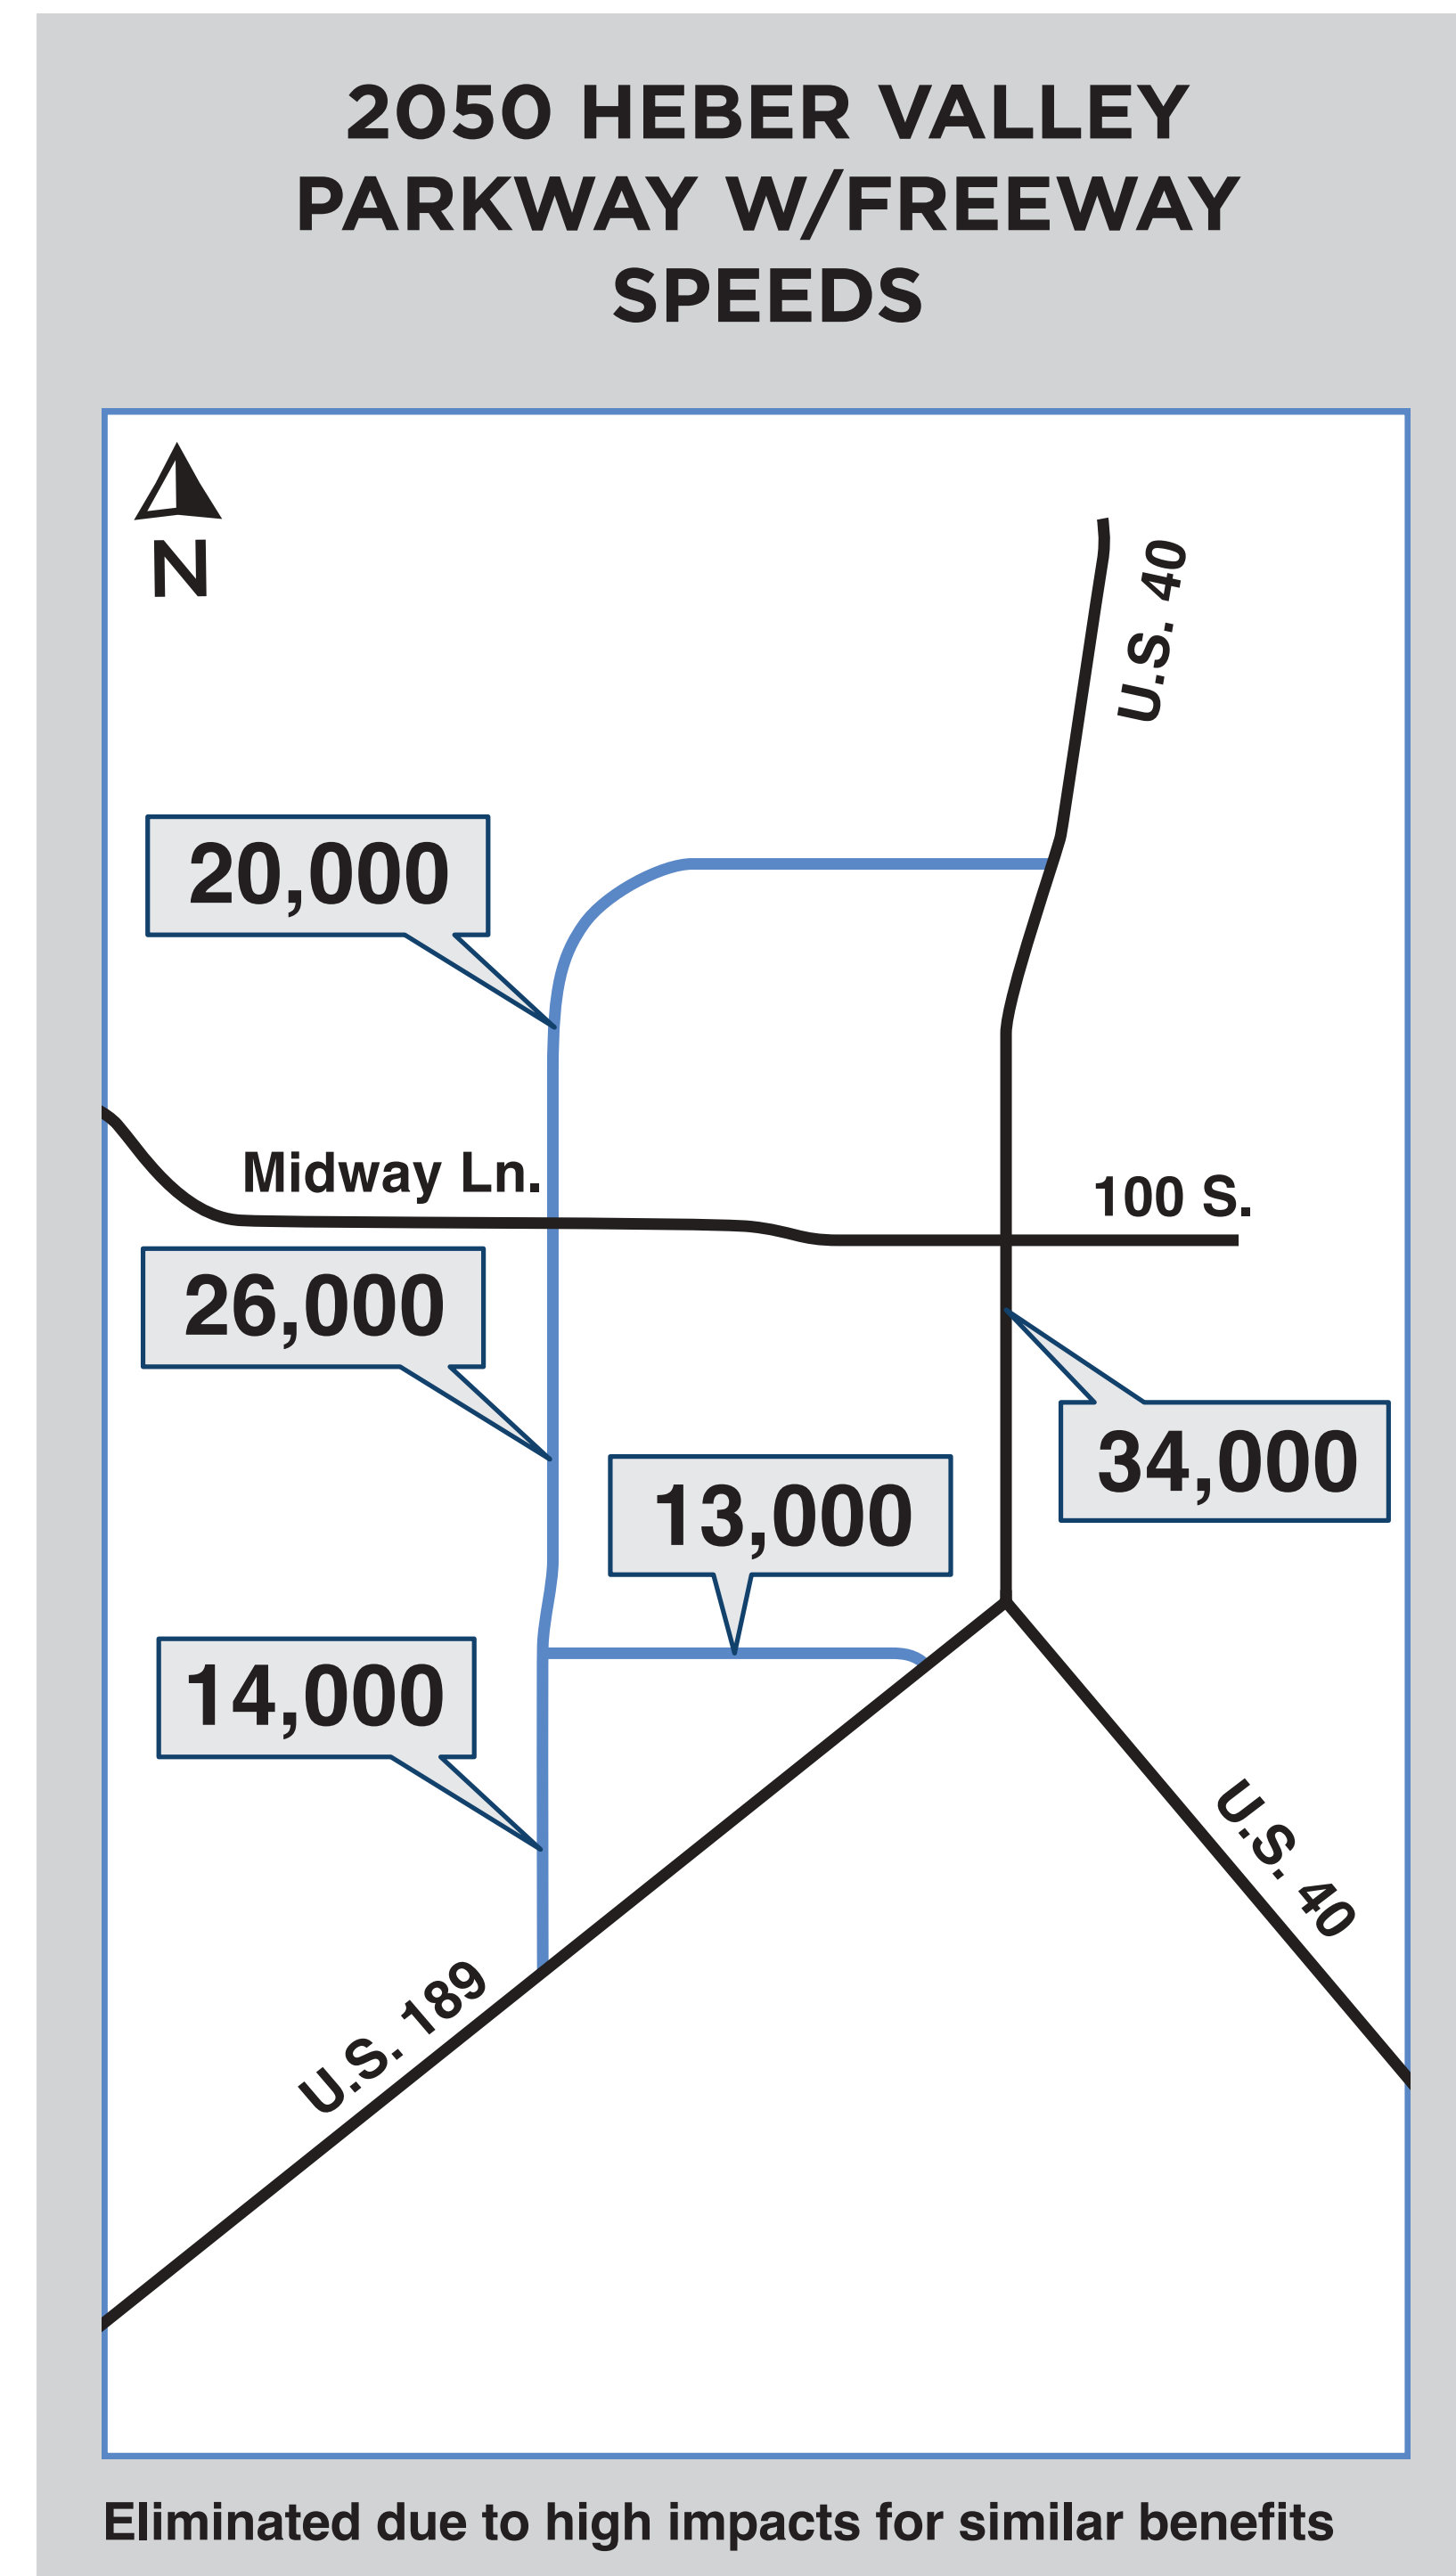 2050 HEBER VALLEY
PARKWAY W/FREEWAY
SPEEDS
N
U.S. 40
20,000
Midway Ln.
100 S.
26,000
34,000
13,000
14,000
U.S. 40
U.S. 189
Eliminated due to high impacts for similar benefits